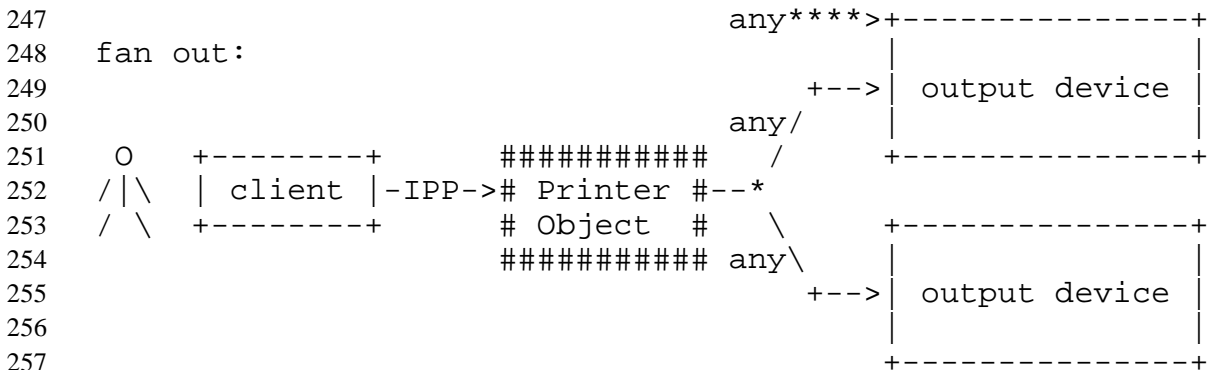 247                                        any****>+---------------+
248   fan out:                                     |               |
249                                            +-->| output device |
250                                        any/    |               |
251    O   +--------+       ###########   /     +---------------+
252   /|\  | client |-IPP-># Printer #--*
253   / \  +--------+       # Object  #   \     +---------------+
254                         ########### any\    |               |
255                                            +-->| output device |
256                                                |               |
257                                                +---------------+